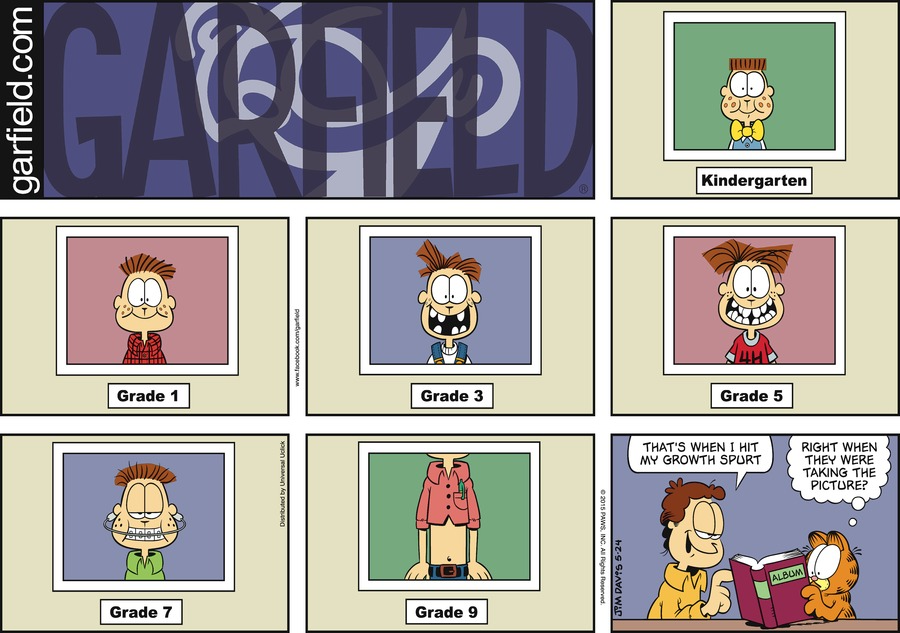 garfield.com
GARFIELD
®
Kindergarten
Grade 1
www.facebook.com/garfield
Grade 3
4H
Grade 5
Distributed by Universal Uclick
Grade 7
Grade 9
© 2015 PAWS, INC. All Rights Reserved.
JIM DAVIS 5-24
THAT'S WHEN I HIT
MY GROWTH SPURT
RIGHT WHEN
THEY WERE
TAKING THE
PICTURE?
ALBUM